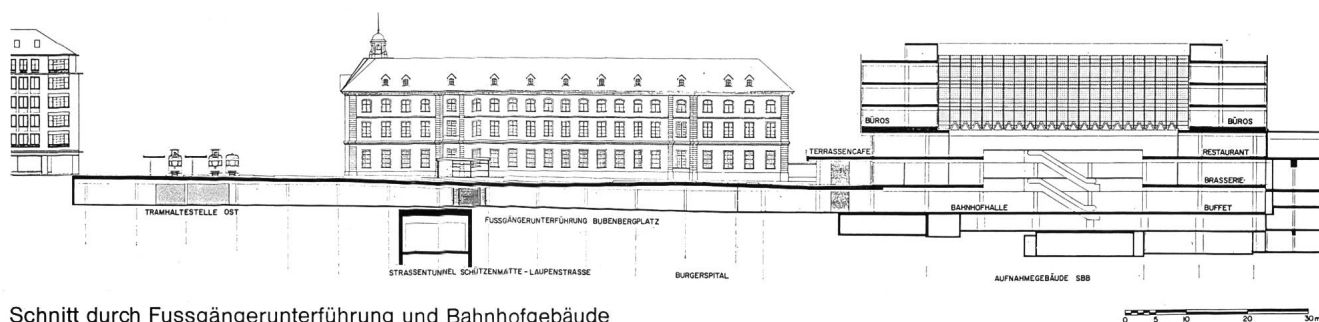 BÜROS
BÜROS
TERRASSENCAFE
RESTAURANT
BRASSERIE
TRAMHALTESTELLE OST
FUSSGÄNGERUNTERFÜHRUNG BUBENBERGPLATZ
BAHNHOFHALLE
BUFFET
STRASSENTUNNEL SCHÜTZENMATTE - LAUPENSTRASSE
BURGERSPITAL
AUFNAHMEGEBÄUDE SBB
Schnitt durch Fussgängerunterführung und Bahnhofgebäude
0 5 10 20 30m